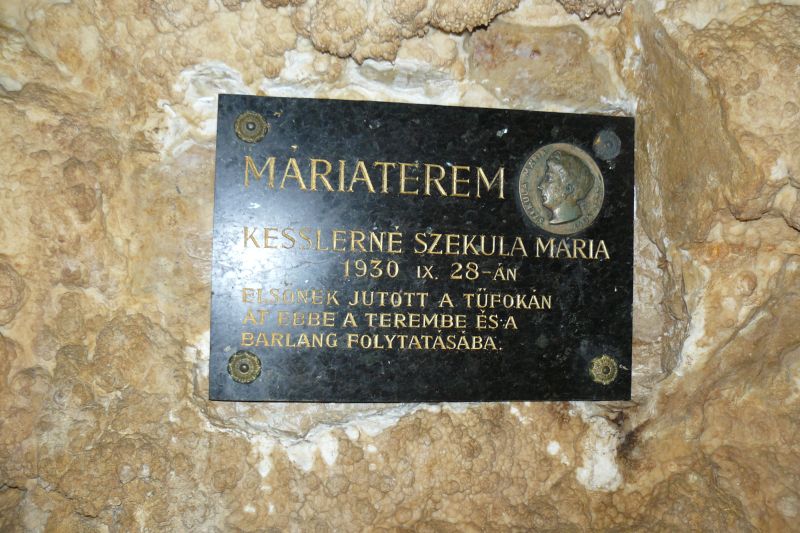 MÁRIATEREM
KESSLERNÉ SZEKULA MÁRIA
1930 IX. 28-ÁN
ELSŐNEK JUTOTT A TŰFOKÁN
ÁT EBBE A TEREMBE ÉS A
BARLANG FOLYTATÁSÁBA.